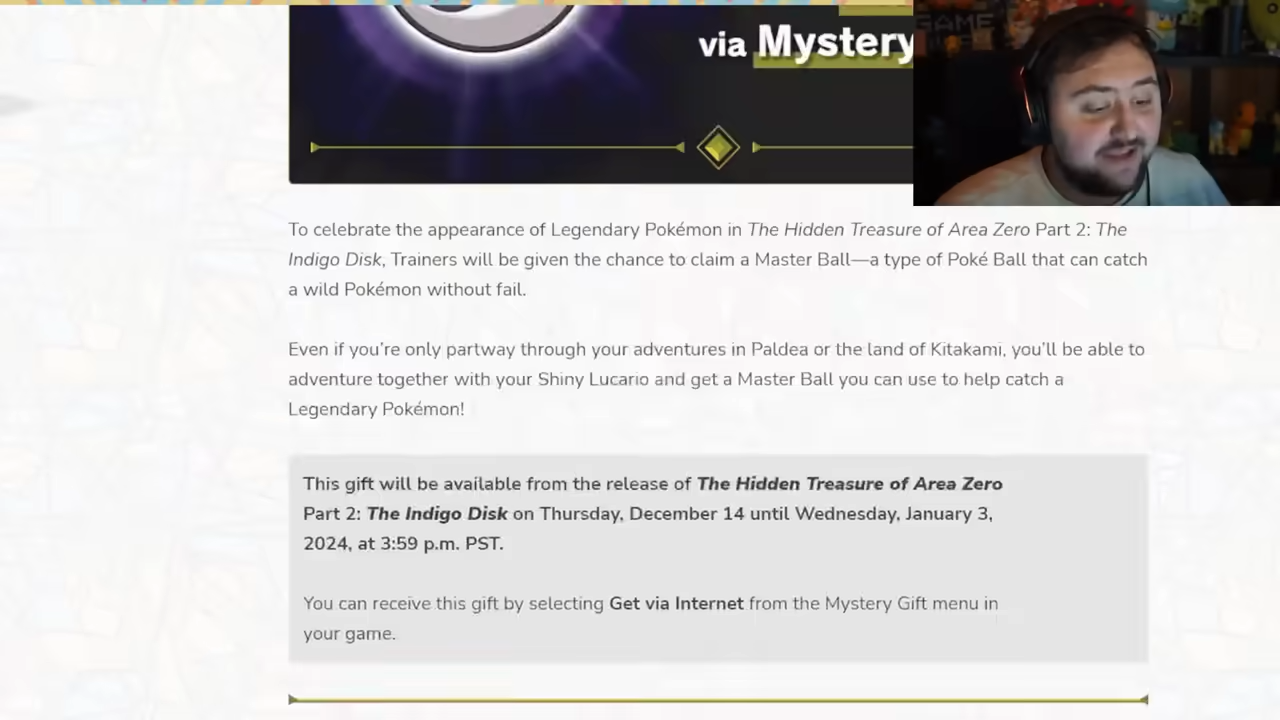 via Mystery
GAME
To celebrate the appearance of Legendary Pokémon in The Hidden Treasure of Area Zero Part 2: The
Indigo Disk, Trainers will be given the chance to claim a Master Ball—a type of Poké Ball that can catch
a wild Pokémon without fail.
Even if you're only partway through your adventures in Paldea or the land of Kitakami, you'll be able to
adventure together with your Shiny Lucario and get a Master Ball you can use to help catch a
Legendary Pokémon!
This gift will be available from the release of The Hidden Treasure of Area Zero
Part 2: The Indigo Disk on Thursday, December 14 until Wednesday, January 3,
2024, at 3:59 p.m. PST.
You can receive this gift by selecting Get via Internet from the Mystery Gift menu in
your game.